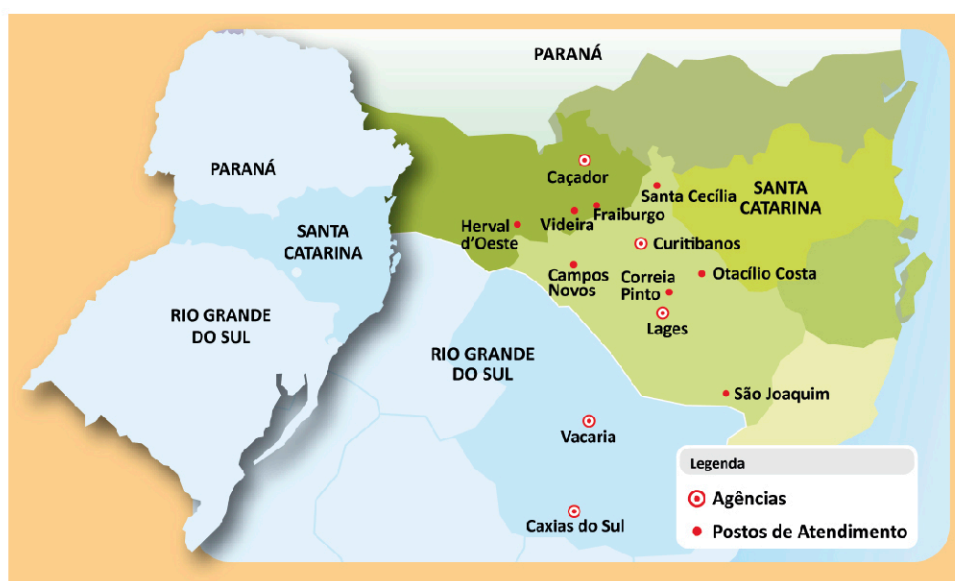 PARANÁ
SANTA
CATARINA
RIO GRANDE
DO SUL
PARANÁ
SANTA
CATARINA
Caçador
Santa Cecília
Fraiburgo
Videira
Herval
d'Oeste
Curitibanos
Campos
Novos
Correia
Pinto
Otacílio Costa
Lages
São Joaquim
RIO GRANDE
DO SUL
Vacaria
Caxias do Sul
Legenda
Agências
Postos de Atendimento